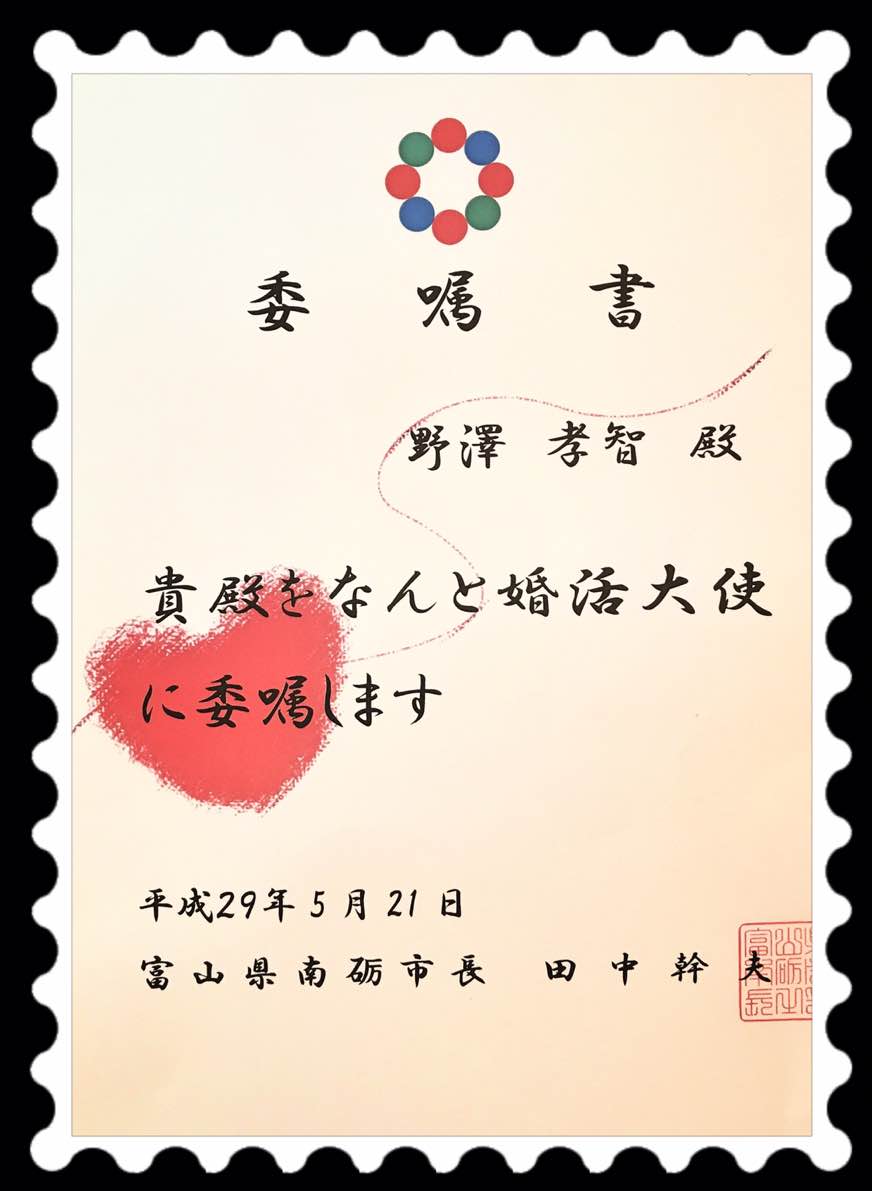 委嘱書
野澤 孝智 殿
貴殿をなんと婚活大使
に委嘱します
平成29年5月21日
富山県南砺市長 田中幹夫